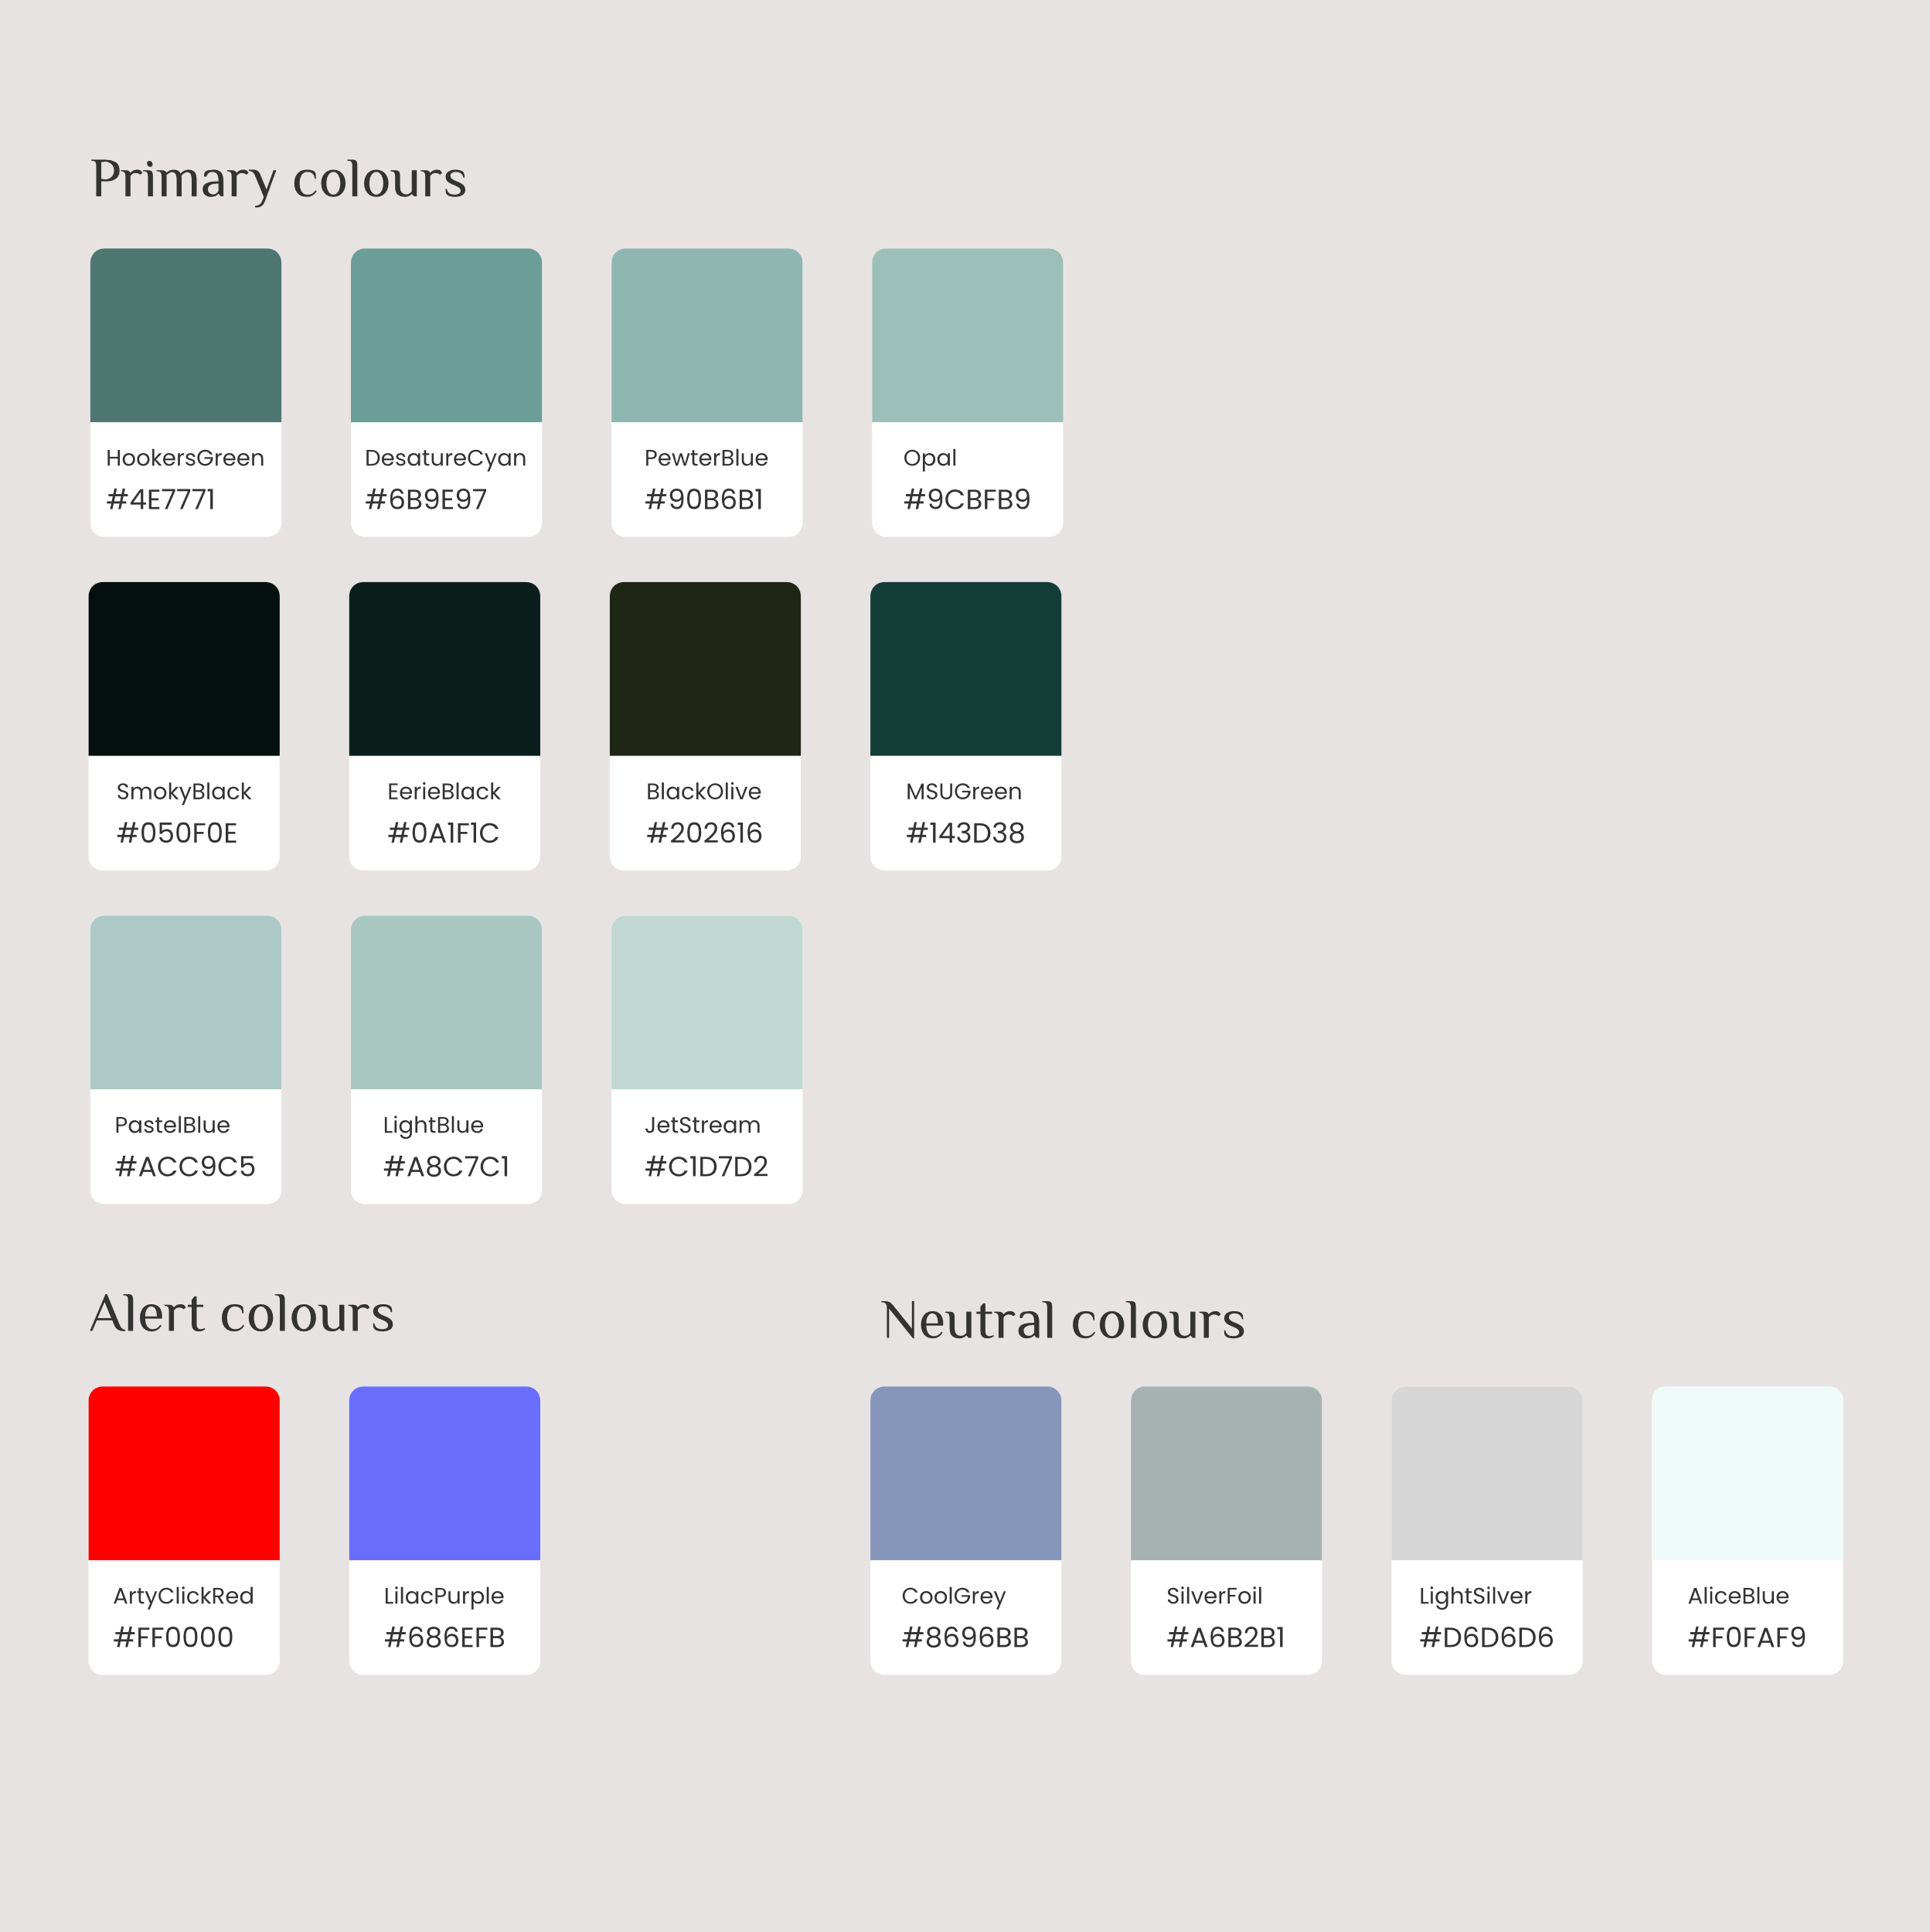 Primary colours
HookersGreen
#4E7771
DesatureCyan
#6B9E97
PewterBlue
#90B6B1
Opal
#9CBFB9
SmokyBlack
#050F0E
EerieBlack
#0A1F1C
BlackOlive
#202616
MSUGreen
#143D38
PastelBlue
#ACC9C5
LightBlue
#A8C7C1
JetStream
#C1D7D2
Alert colours
ArtyClickRed
#FF0000
LilacPurple
#686EFB
Neutral colours
CoolGrey
#8696BB
SilverFoil
#A6B2B1
LightSilver
#D6D6D6
AliceBlue
#F0FAF9